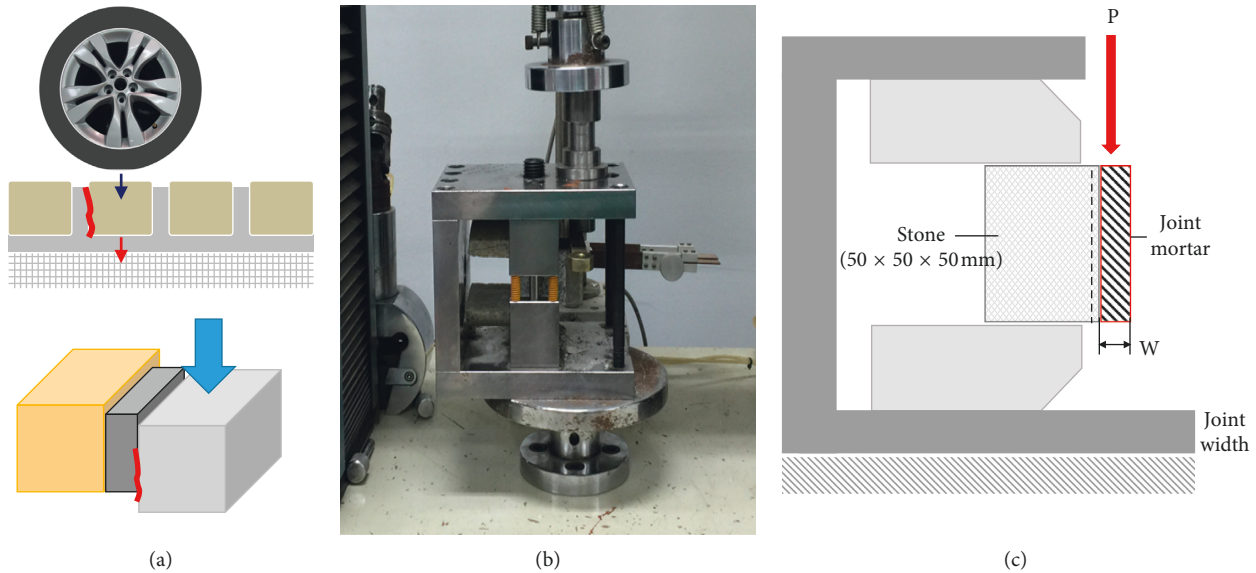 P
Stone
(50 × 50 × 50 mm)
Joint
mortar
W
Joint
width
(a)
(b)
(c)